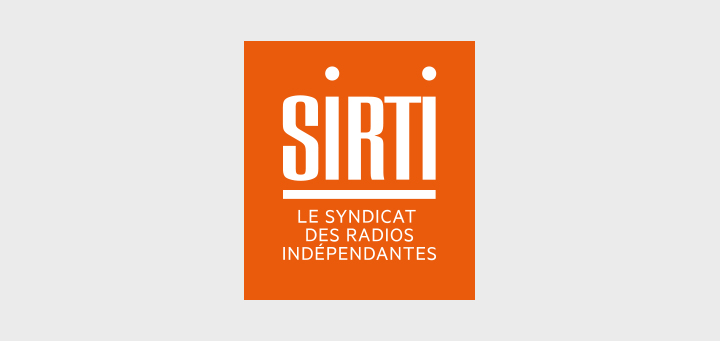 SiRTi
LE SYNDICAT
DES RADIOS
INDÉPENDANTES